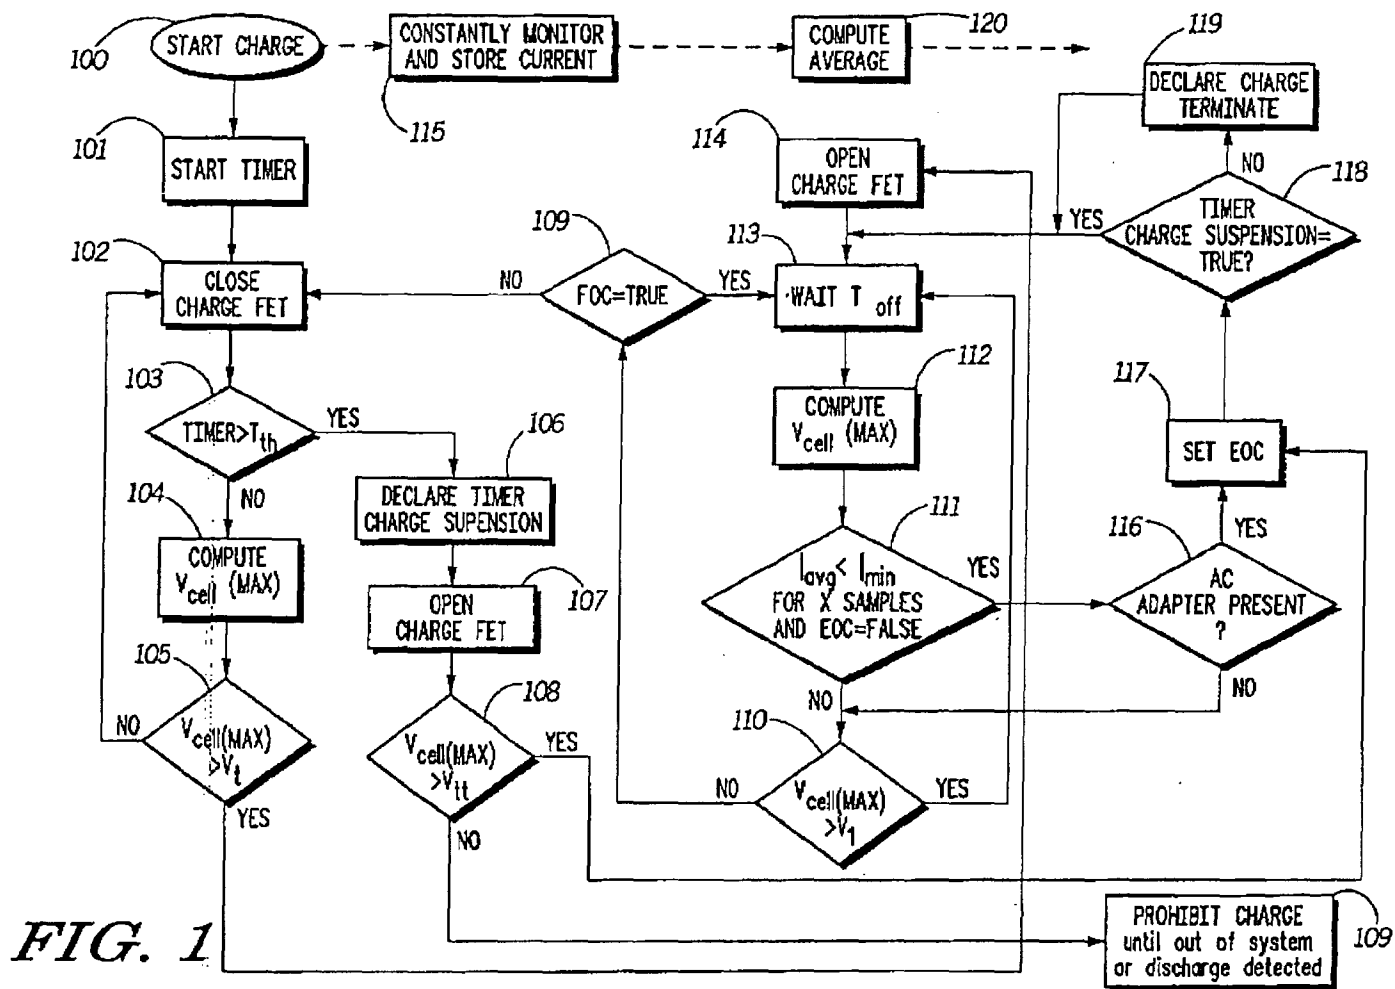 100
START CHARGE
CONSTANTLY MONITOR
AND STORE CURRENT
115
COMPUTE
AVERAGE
120
119
DECLARE CHARGE
TERMINATE
101
START TIMER
114
OPEN
CHARGE FET
NO
118
TIMER
CHARGE SUSPENSION=
TRUE?
YES
102
CLOSE
CHARGE FET
NO
109
FOC=TRUE
YES
113
WAIT T off
103
TIMER>Tth
YES
NO
106
DECLARE TIMER
CHARGE SUPENSION
112
COMPUTE
Vcell (MAX)
117
SET EOC
YES
104
COMPUTE
Vcell (MAX)
107
OPEN
CHARGE FET
111
Iavg< Imin
FOR X SAMPLES
AND EOC=FALSE
YES
NO
116
AC
ADAPTER PRESENT
?
NO
105
Vcell(MAX)
>Vt
NO
YES
108
Vcell(MAX)
>Vtt
YES
NO
110
Vcell(MAX)
>V1
NO
YES
PROHIBIT CHARGE
until out of system
or discharge detected
109
FIG. 1